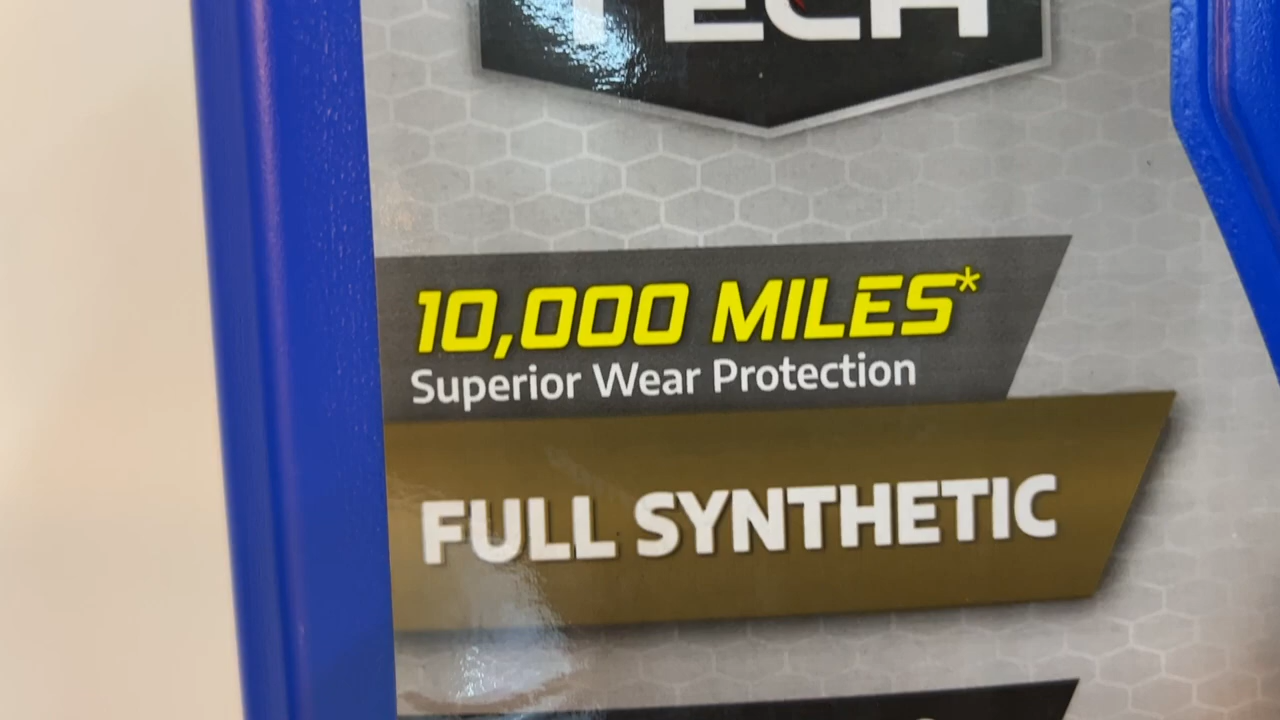 TECH
10,000 MILES*
Superior Wear Protection
FULL SYNTHETIC